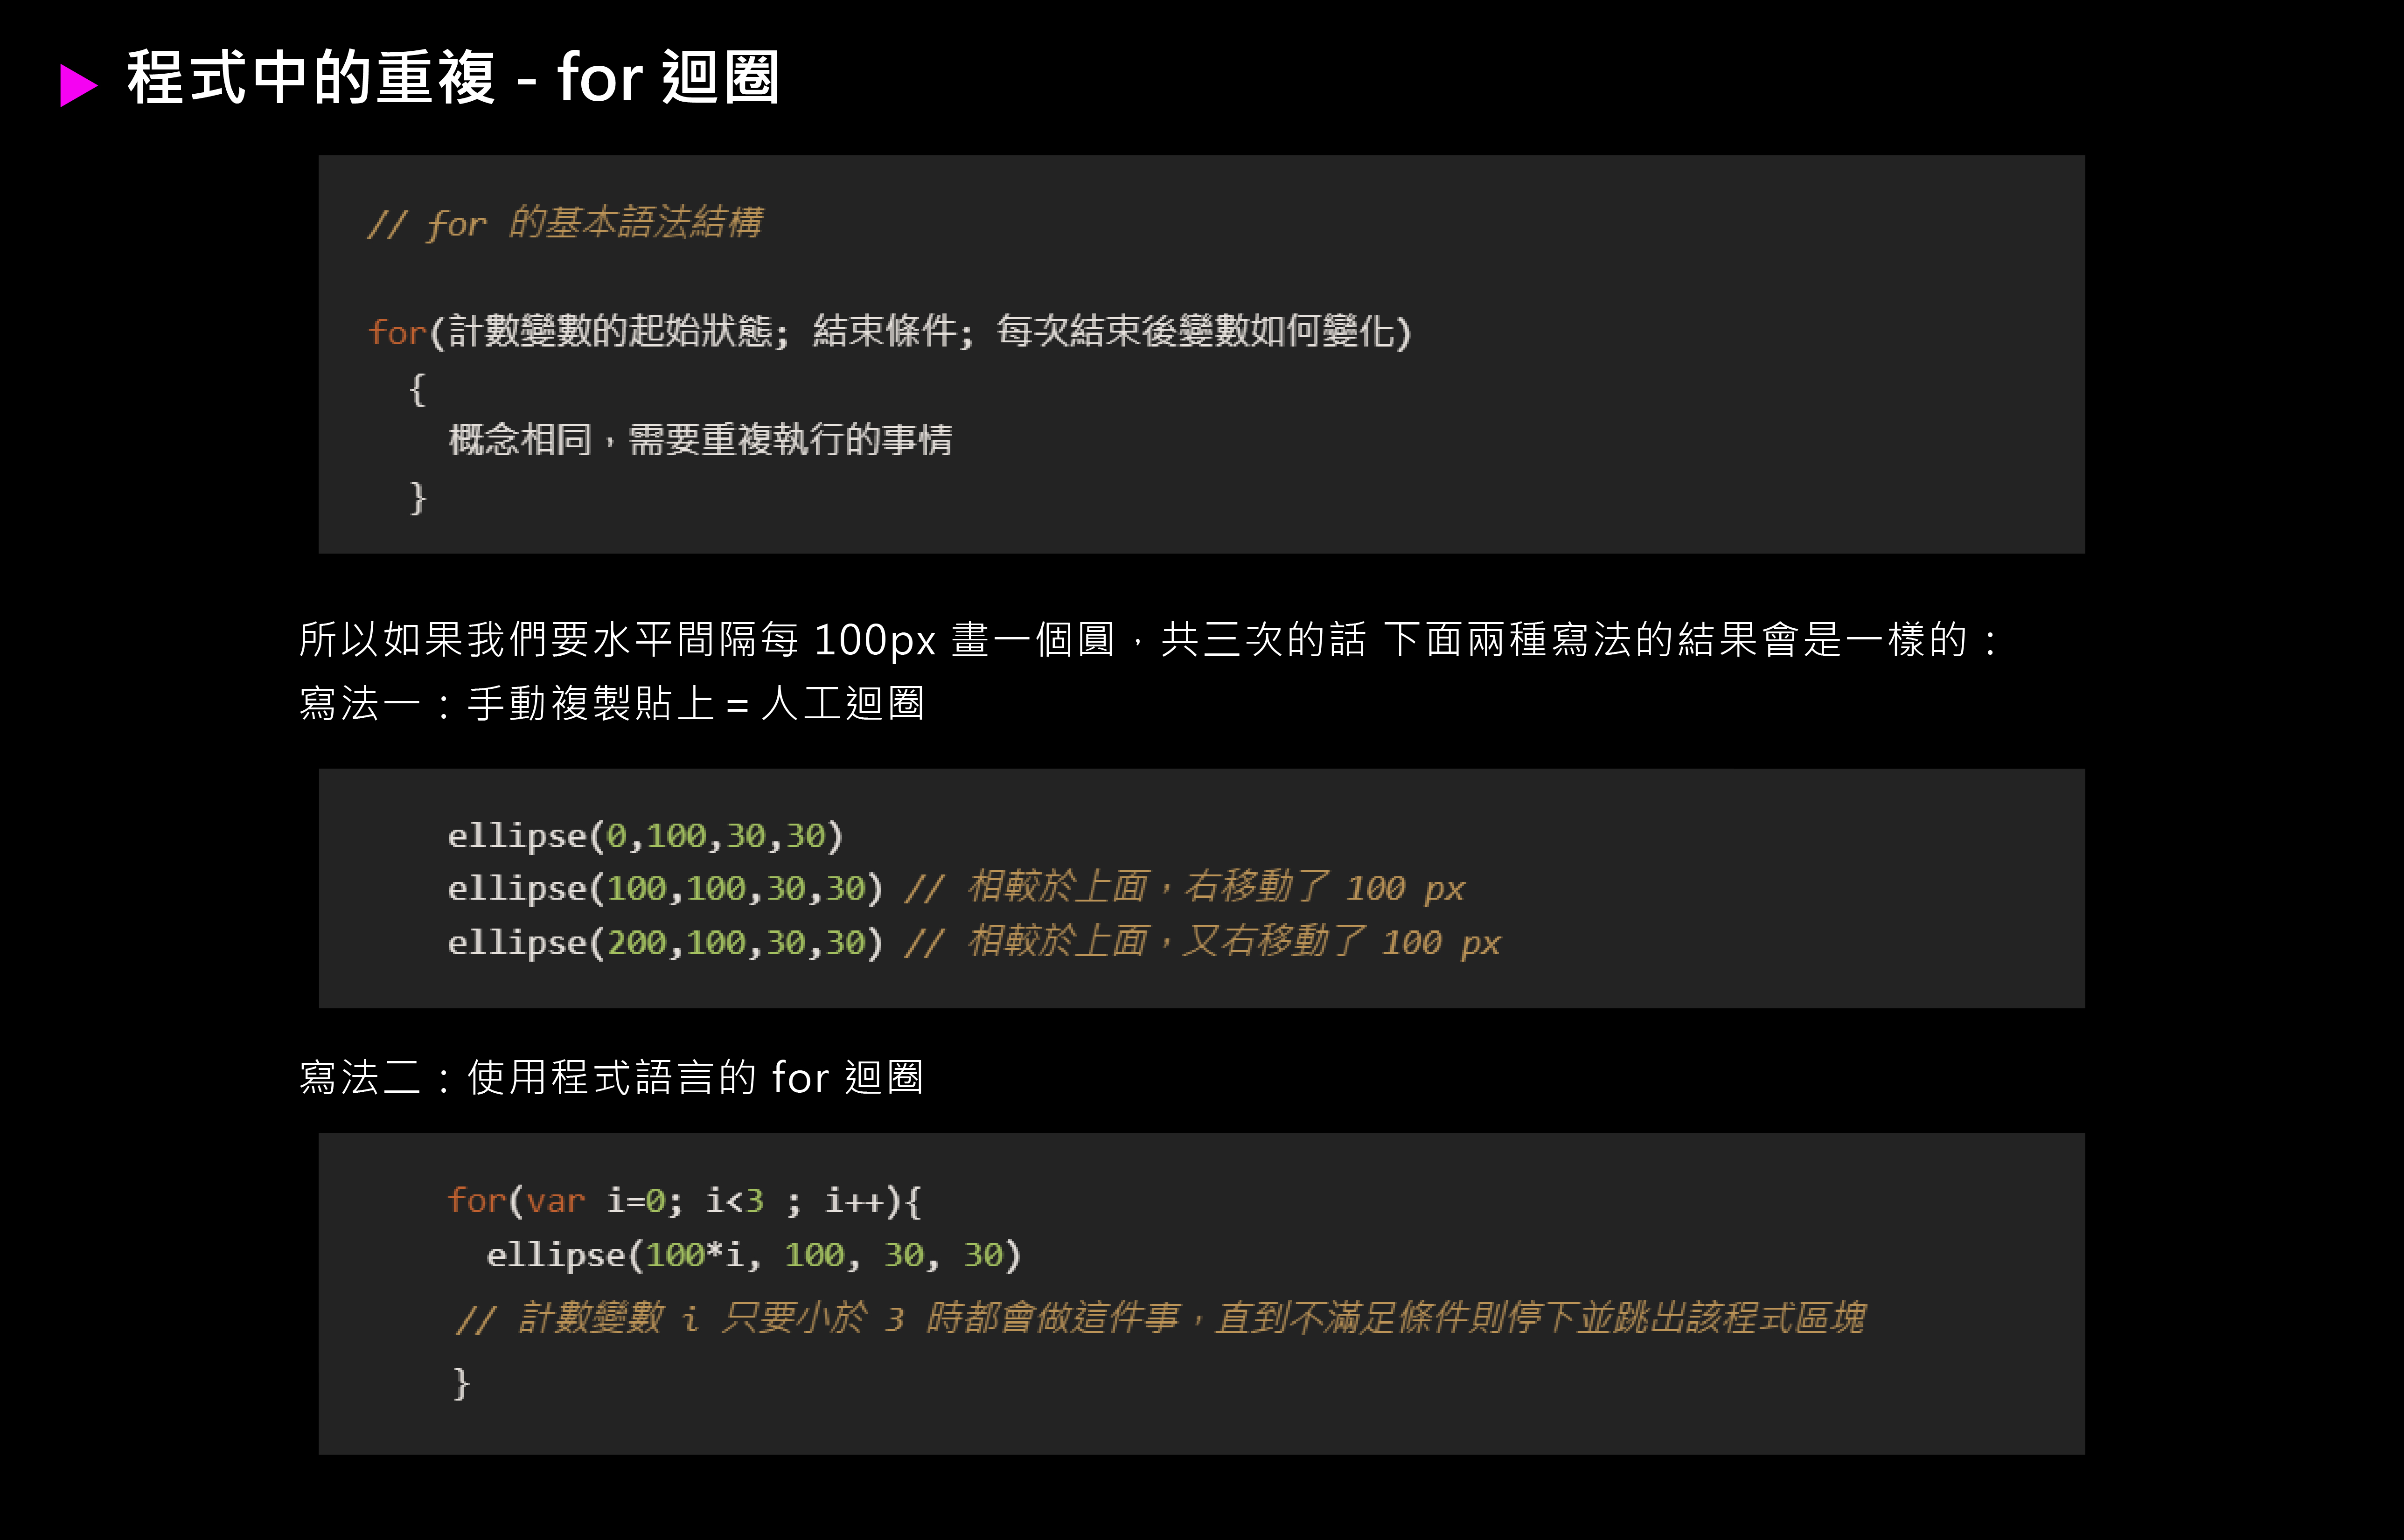 程式中的重複 - for 迴圈
// for 的基本語法結構
for(計數變數的起始狀態; 結束條件; 每次結束後變數如何變化)
{
概念相同，需要重複執行的事情
}
所以如果我們要水平間隔每 100px 畫一個圓，共三次的話 下面兩種寫法的結果會是一樣的：
寫法一：手動複製貼上 = 人工迴圈
ellipse(0,100,30,30)
ellipse(100,100,30,30) // 相較於上面，右移動了 100 px
ellipse(200,100,30,30) // 相較於上面，又右移動了 100 px
寫法二：使用程式語言的 for 迴圈
for(var i=0; i<3 ; i++){
ellipse(100*i, 100, 30, 30)
// 計數變數 i 只要小於 3 時都會做這件事，直到不滿足條件則停下並跳出該程式區塊
}